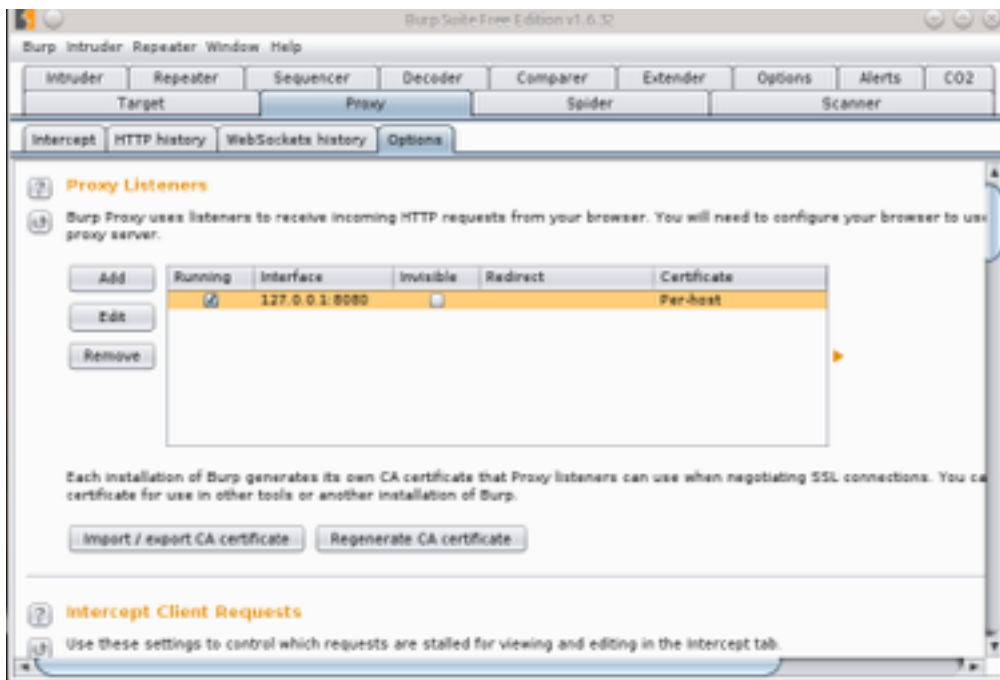 Burp Suite Free Edition v1.6.32
Burp Intruder Repeater Window Help
Intruder Repeater Sequencer Decoder Comparer Extender Options Alerts CO2
Target Proxy Spider Scanner
Intercept HTTP history WebSockets history Options
? Proxy Listeners
Burp Proxy uses listeners to receive incoming HTTP requests from your browser. You will need to configure your browser to use
proxy server.
Add
Edit
Remove
Running Interface Invisible Redirect Certificate
127.0.0.1:8080 Per-host
Each installation of Burp generates its own CA certificate that Proxy listeners can use when negotiating SSL connections. You ca
certificate for use in other tools or another installation of Burp.
Import / export CA certificate Regenerate CA certificate
? Intercept Client Requests
Use these settings to control which requests are stalled for viewing and editing in the Intercept tab.